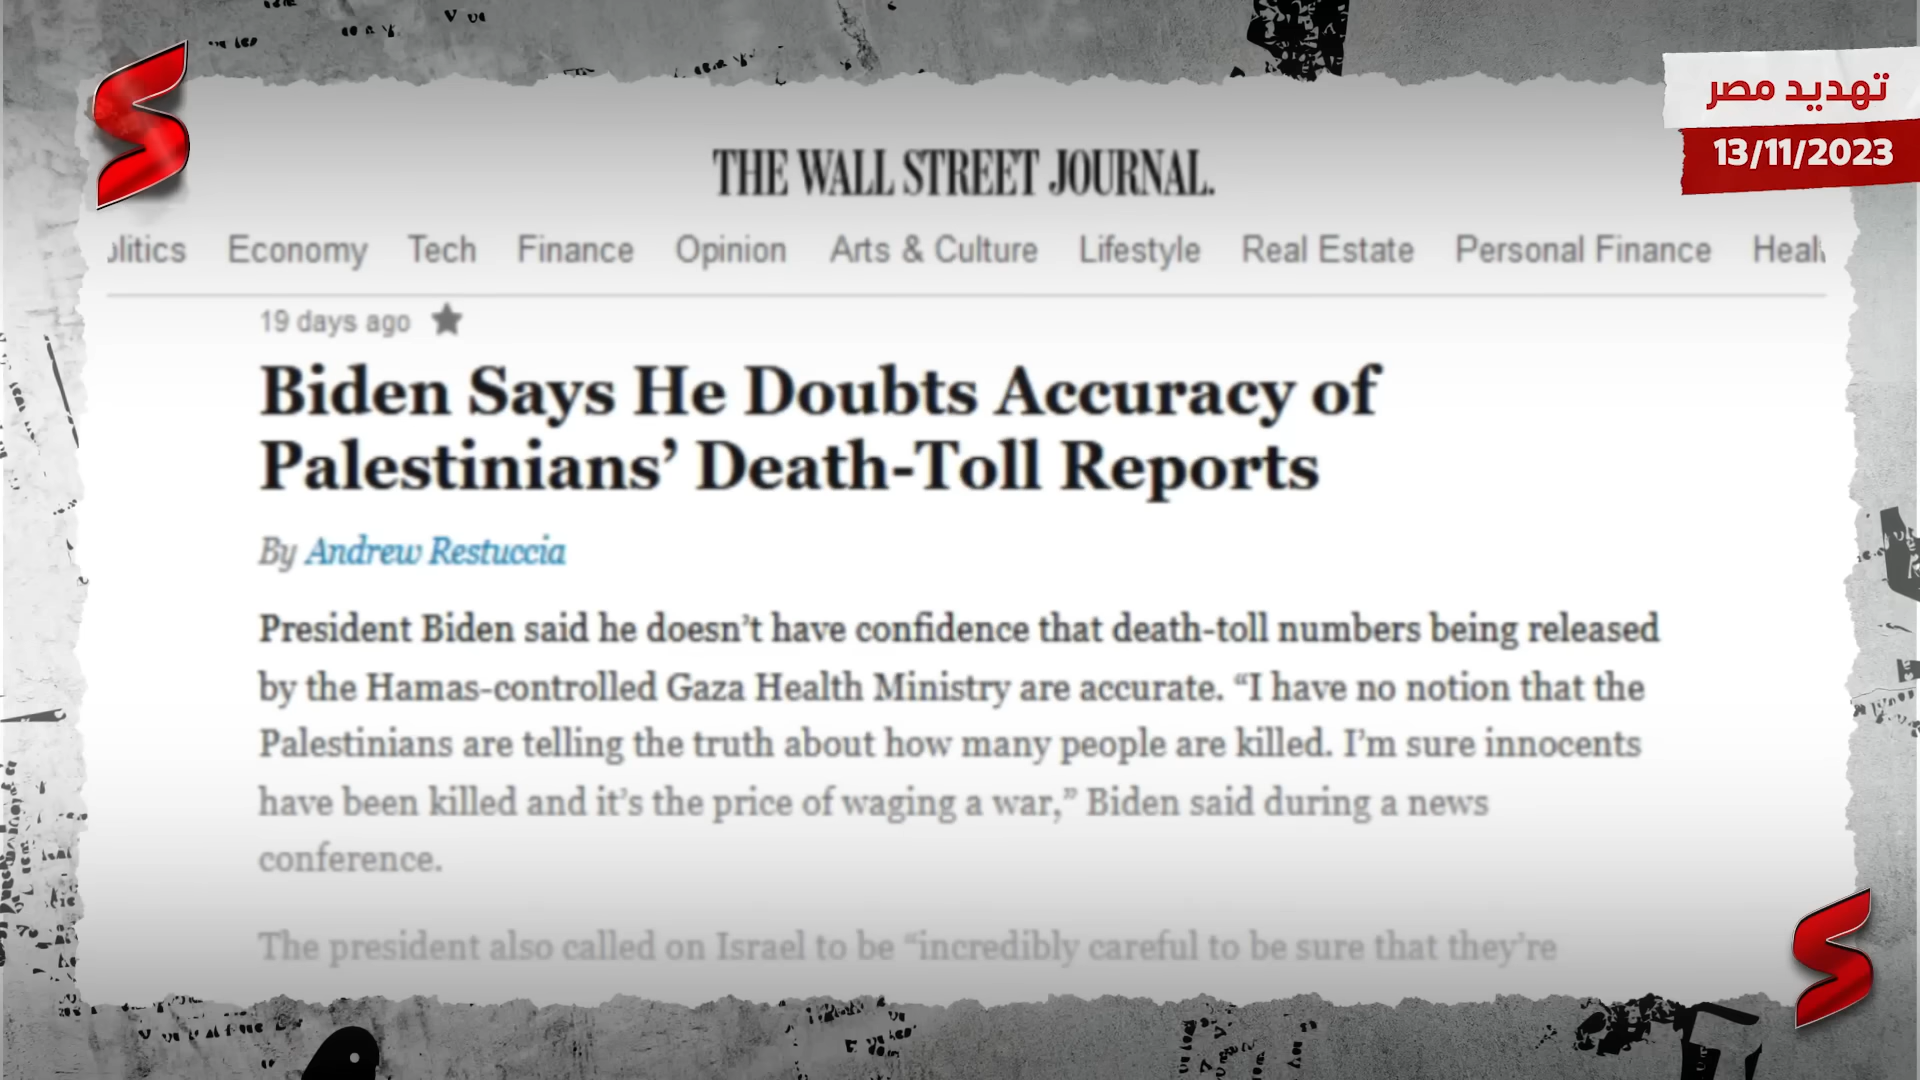 تهديد مصر
13/11/2023
THE WALL STREET JOURNAL.
olitics Economy Tech Finance Opinion Arts & Culture Lifestyle Real Estate Personal Finance Heal
19 days ago
Biden Says He Doubts Accuracy of
Palestinians’ Death-Toll Reports
By Andrew Restuccia
President Biden said he doesn’t have confidence that death-toll numbers being released
by the Hamas-controlled Gaza Health Ministry are accurate. “I have no notion that the
Palestinians are telling the truth about how many people are killed. I’m sure innocents
have been killed and it’s the price of waging a war,” Biden said during a news
conference.
The president also called on Israel to be “incredibly careful to be sure that they’re